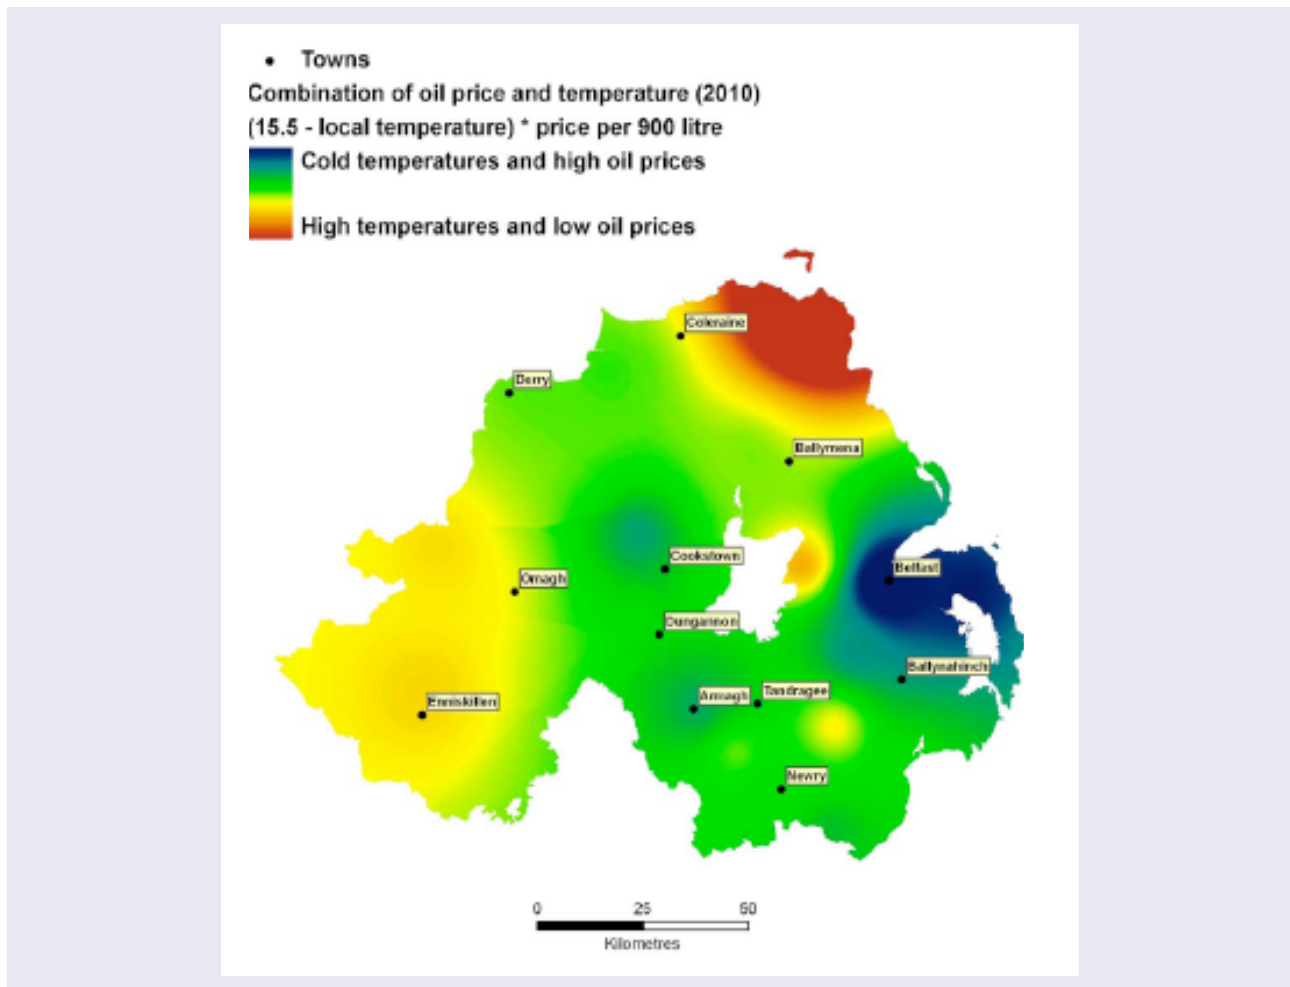 Towns
Combination of oil price and temperature (2010)
(15.5 - local temperature) * price per 900 litre
Cold temperatures and high oil prices
High temperatures and low oil prices
Coleraine
Derry
Ballymena
Cookstown
Belfast
Omagh
Dungannon
Ballynahinch
Enniskillen
Armagh
Tandragee
Newry
0 25 50
Kilometres